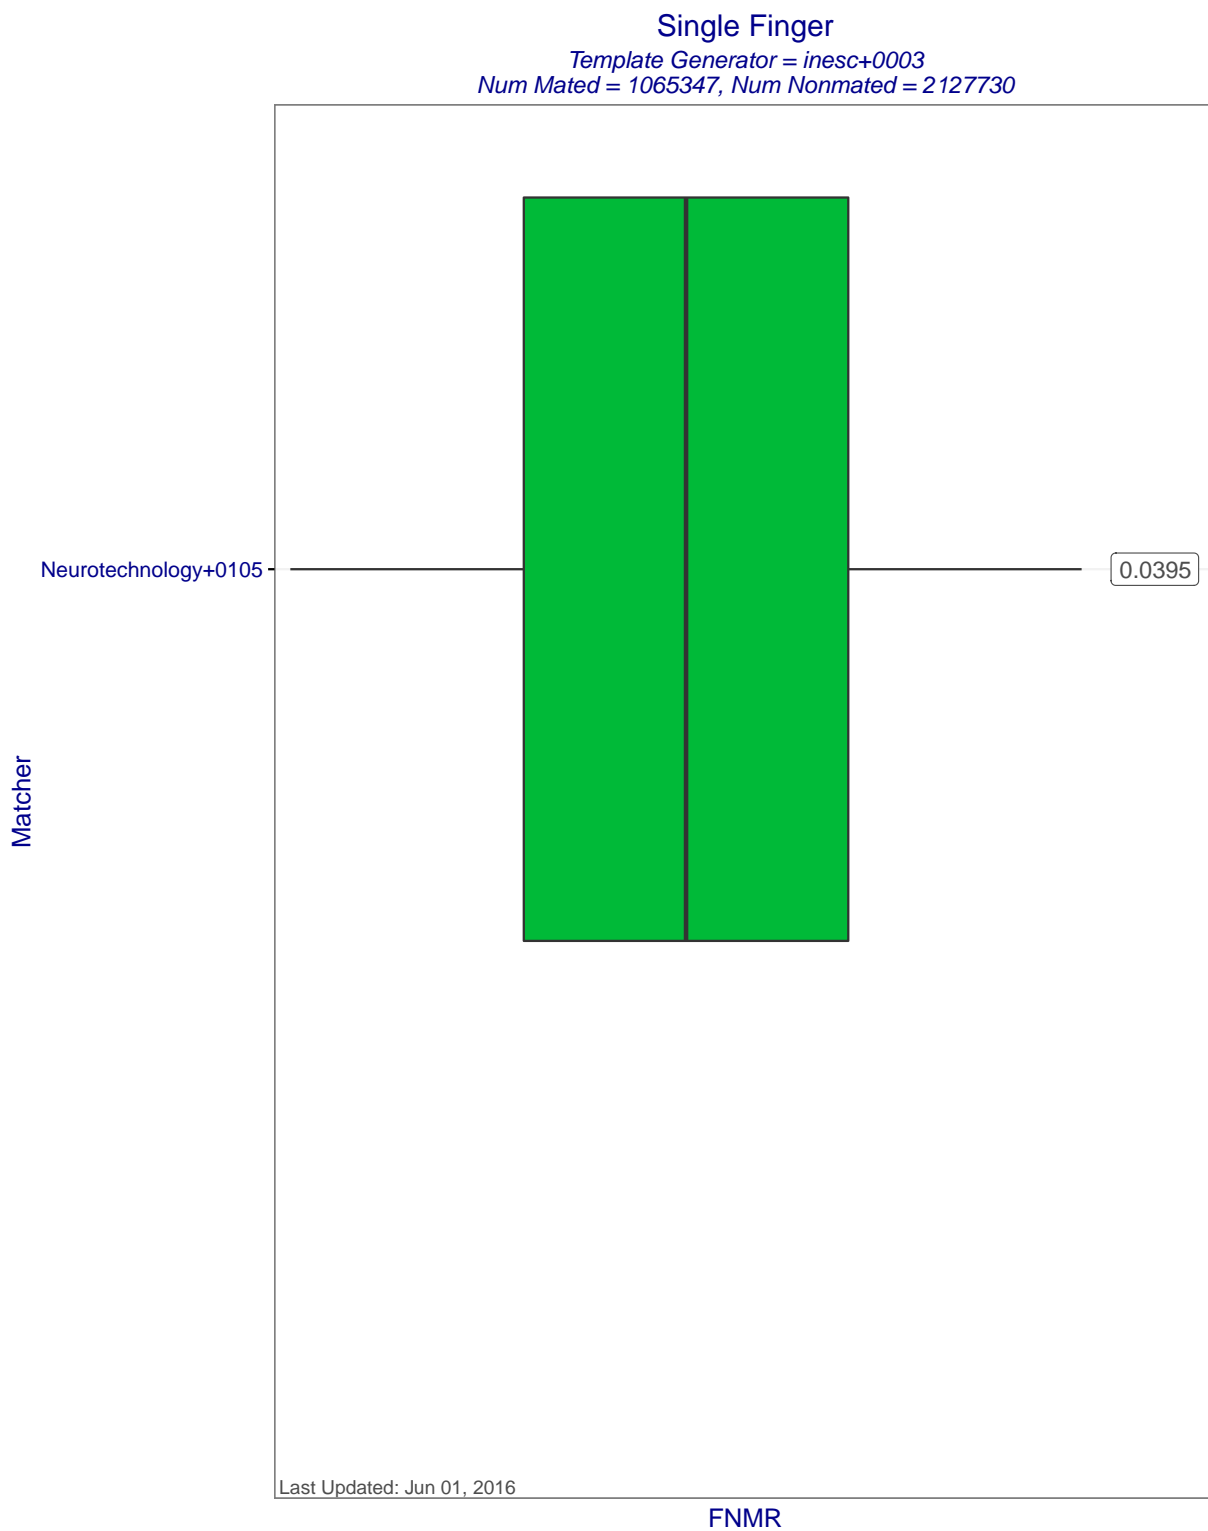 Single Finger
Template Generator = inesc+0003
Num Mated = 1065347, Num Nonmated = 2127730
Neurotechnology+0105
0.0395
Matcher
Last Updated: Jun 01, 2016
FNMR